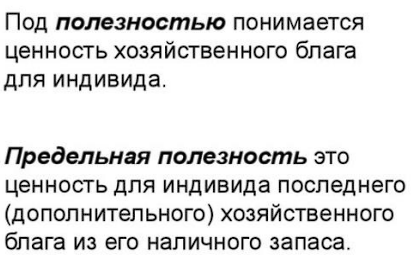 Под полезностью понимается
ценность хозяйственного блага
для индивида.
Предельная полезность это
ценность для индивида последнего
(дополнительного) хозяйственного
блага из его наличного запаса.